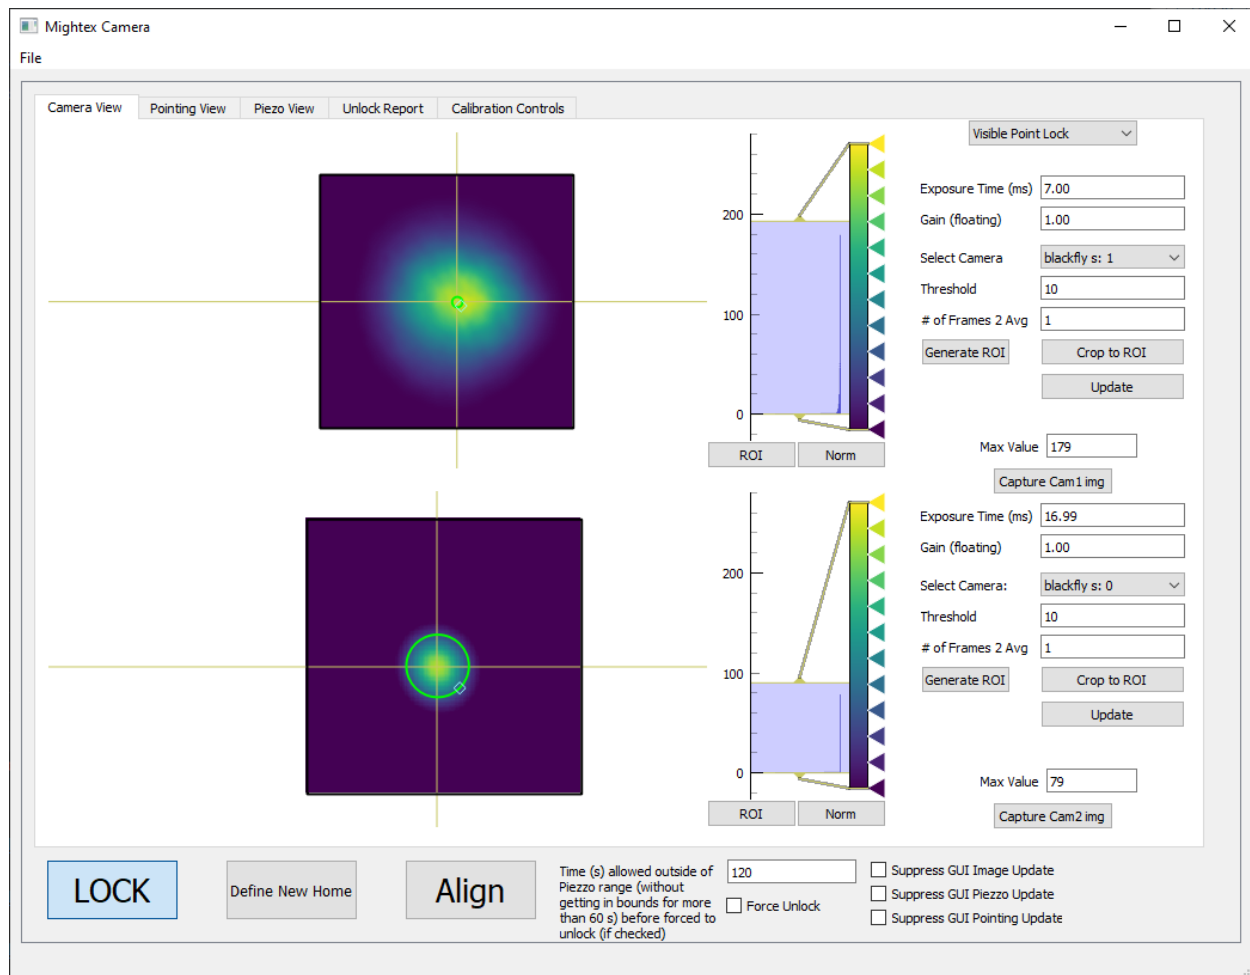 Mightex Camera
File
Camera View
Pointing View
Piezo View
Unlock Report
Calibration Controls
200
100
0
ROI
Norm
Visible Point Lock
Exposure Time (ms) 7.00
Gain (floating) 1.00
Select Camera blackfly s: 1
Threshold 10
# of Frames 2 Avg 1
Generate ROI
Crop to ROI
Update
Max Value 179
Capture Cam1 img
200
100
0
ROI
Norm
Exposure Time (ms) 16.99
Gain (floating) 1.00
Select Camera: blackfly s: 0
Threshold 10
# of Frames 2 Avg 1
Generate ROI
Crop to ROI
Update
Max Value 79
Capture Cam2 img
LOCK
Define New Home
Align
Time (s) allowed outside of
Piezzo range (without
getting in bounds for more
than 60 s) before forced to
unlock (if checked)
120
Force Unlock
Suppress GUI Image Update
Suppress GUI Piezzo Update
Suppress GUI Pointing Update